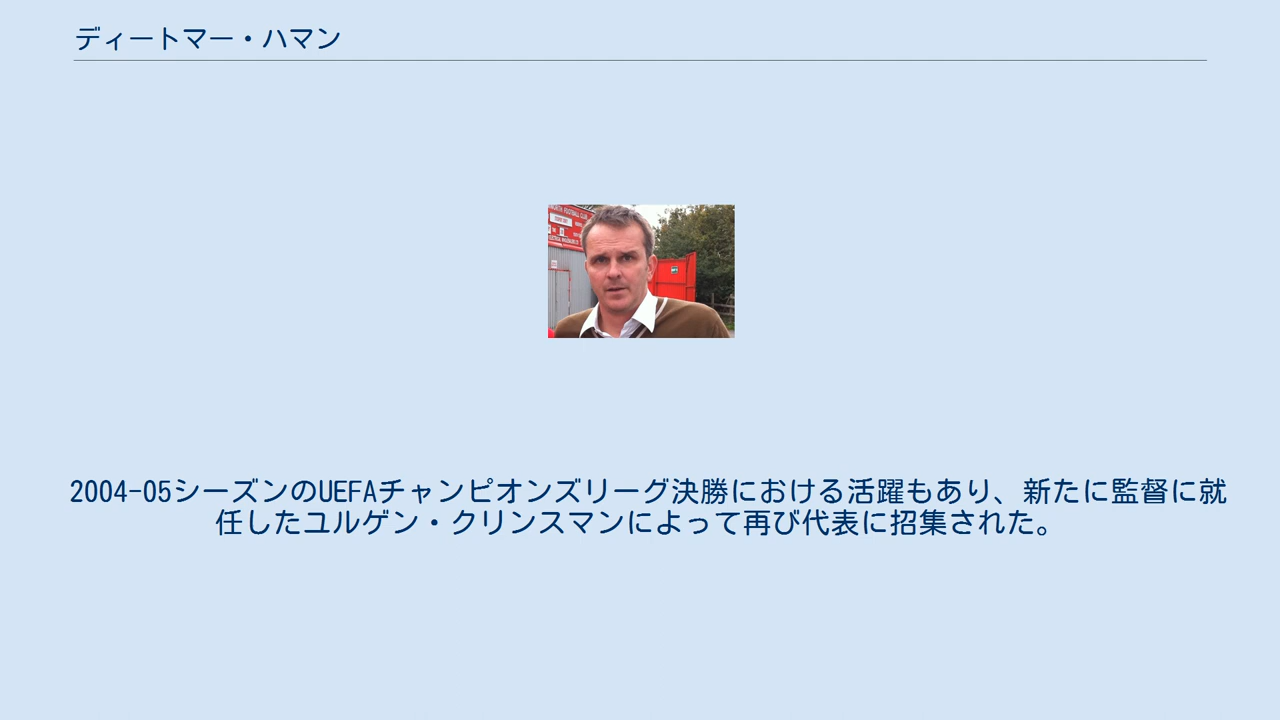 ディートマー・ハマン
2004-05シーズンのUEFAチャンピオンズリーグ決勝における活躍もあり、新たに監督に就
任したユルゲン・クリンスマンによって再び代表に招集された。